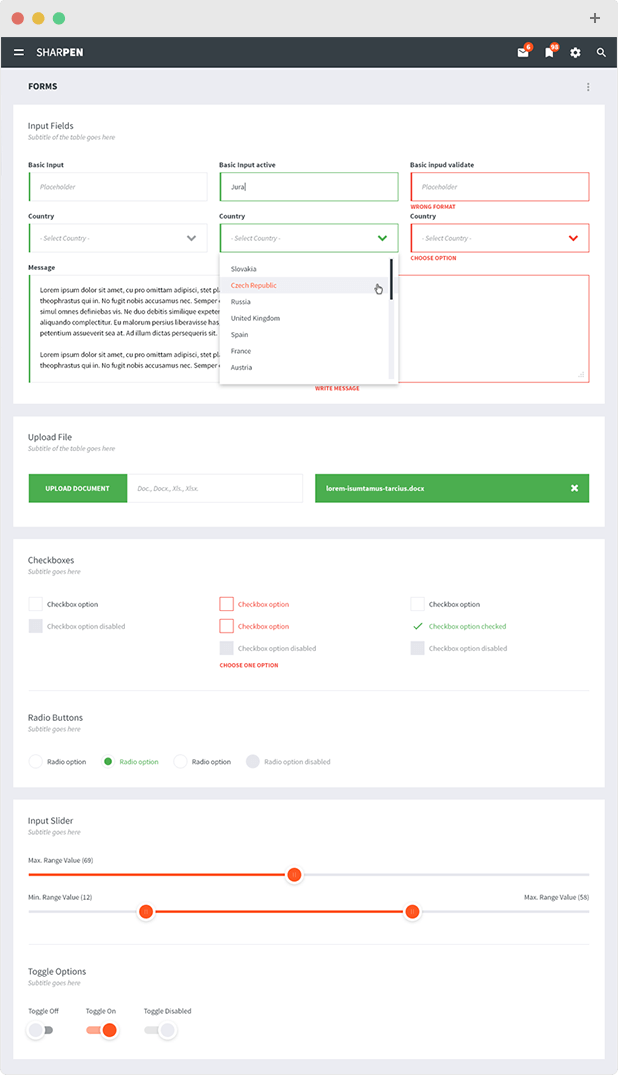 SHARPEN
6
98
FORMS
Input Fields
Subtitle of the table goes here
Basic Input
Basic Input active
Basic inpud validate
Placeholder
Jura
Placeholder
WRONG FORMAT
Country
Country
Country
- Select Country -
- Select Country -
- Select Country -
CHOOSE OPTION
Slovakia
Czech Republic
Russia
United Kingdom
Spain
France
Austria
Message
Lorem ipsum dolor sit amet, cu pro omittam adipisci, stet pl
theophrastus qui in. No fugit nobis accusamus nec. Semper
simul omnes definiebas vis. Ne duo debitis similique expeter
aliquando complectitur. Eu malorum persius liberavisse has
petentium assueverit sea at. Ad illum dictas persequeris sit.
Lorem ipsum dolor sit amet, cu pro omittam adipisci, stet pl
theophrastus qui in. No fugit nobis accusamus nec. Semper
WRITE MESSAGE
Upload File
Subtitle of the table goes here
UPLOAD DOCUMENT
Doc., Docx., Xls., Xlsx.
lorem-isumtamus-tarcius.docx
Checkboxes
Subtitle goes here
Checkbox option
Checkbox option
Checkbox option
Checkbox option disabled
Checkbox option
Checkbox option checked
Checkbox option disabled
Checkbox option disabled
CHOOSE ONE OPTION
Radio Buttons
Subtitle goes here
Radio option
Radio option
Radio option
Radio option disabled
Input Slider
Subtitle goes here
Max. Range Value (69)
Min. Range Value (12)
Max. Range Value (58)
Toggle Options
Subtitle goes here
Toggle Off
Toggle On
Toggle Disabled